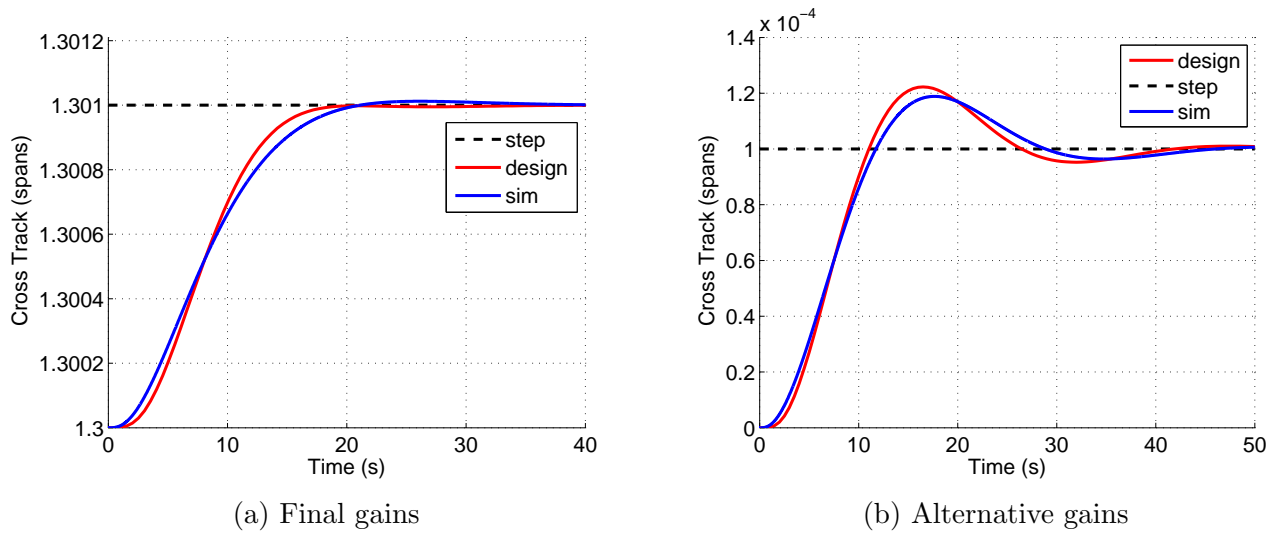 1.3012
1.301
1.3008
1.3006
1.3004
1.3002
1.3
Cross Track (spans)
0
10
20
30
40
Time (s)
step
design
sim
(a) Final gains
x 10⁻⁴
1.4
1.2
1
0.8
0.6
0.4
0.2
0
Cross Track (spans)
0
10
20
30
40
50
Time (s)
design
step
sim
(b) Alternative gains